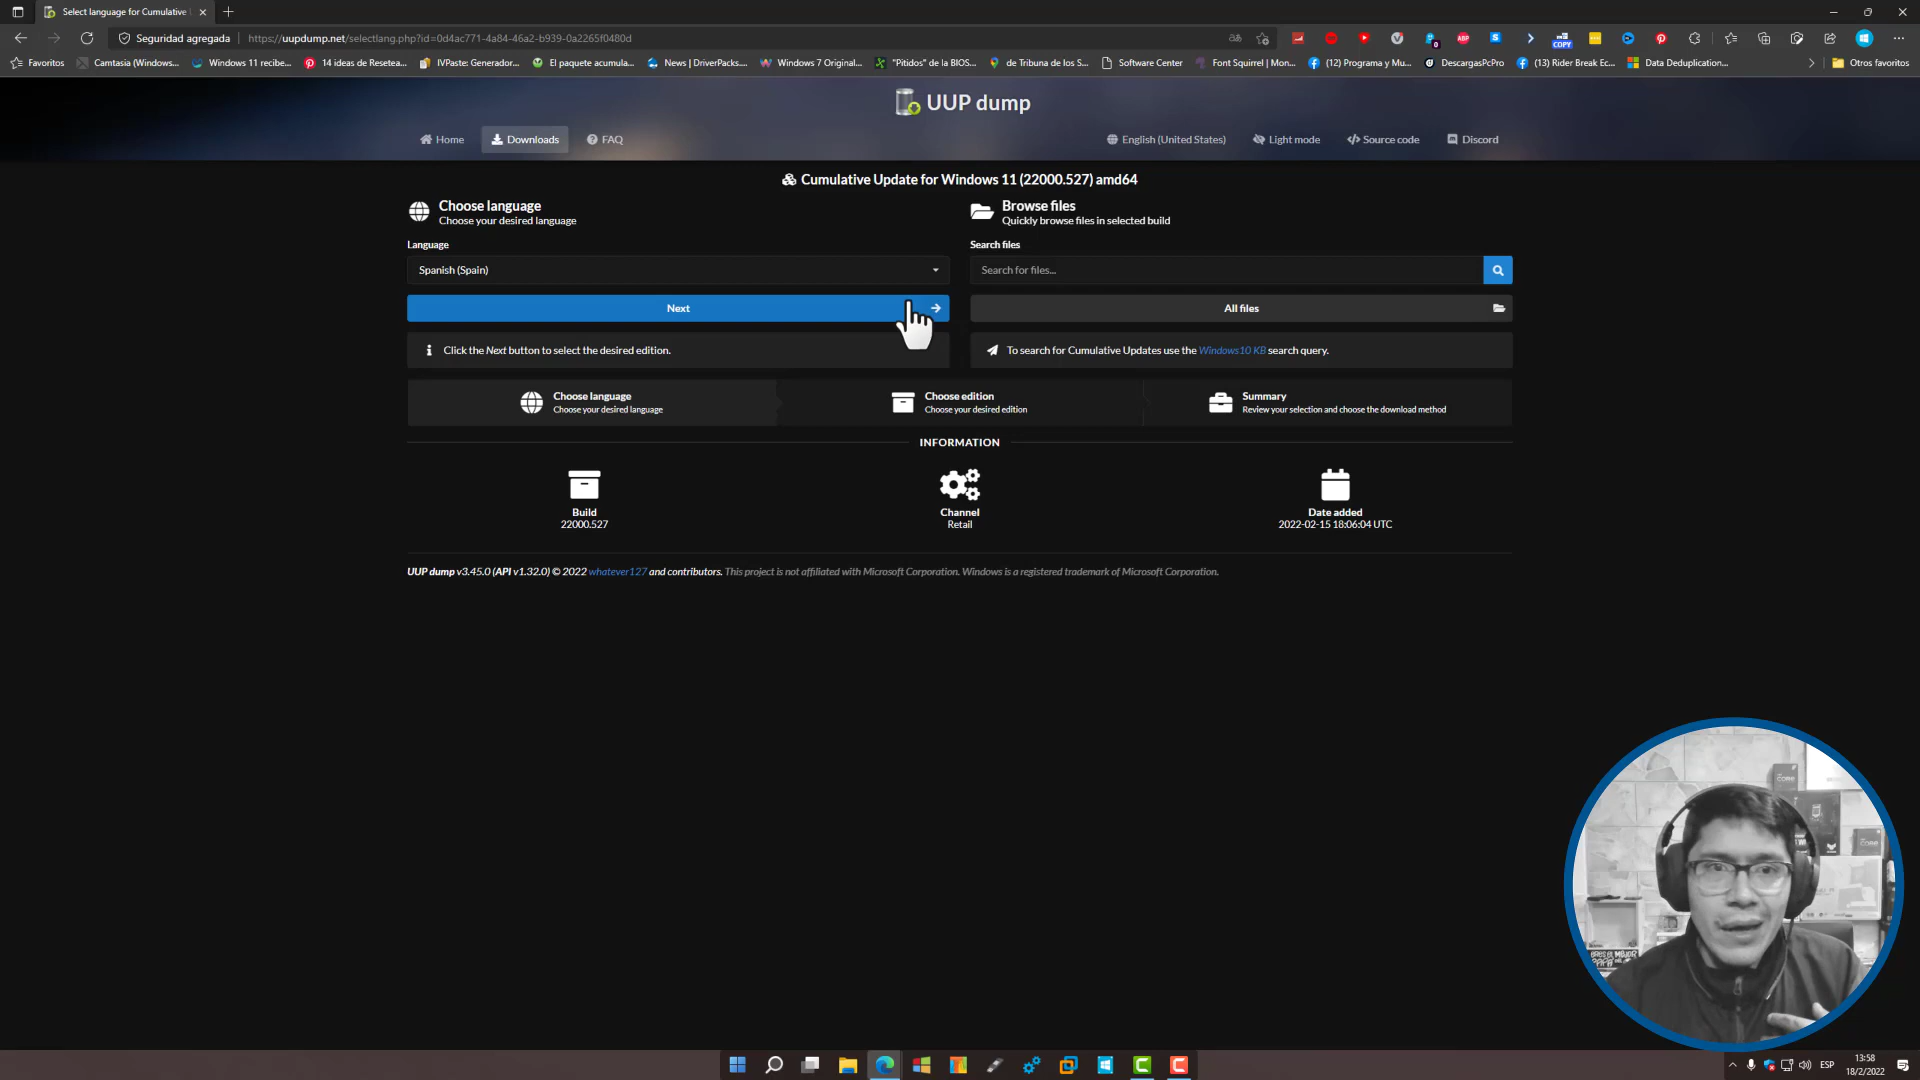 Select language for Cumulative
Seguridad agregada
https://uupdump.net/selectlang.php?id=0d4ac771-4a84-46a2-b939-0a2265f0480d
0
ABP
COPY
Favoritos
Camtasia (Windows...
Windows 11 recibe...
14 ideas de Resetea...
IVPaste: Generador...
El paquete acumula...
News | DriverPacks....
Windows 7 Original...
"Pitidos" de la BIOS...
de Tribuna de los S...
Software Center
Font Squirrel | Mon...
(12) Programa y Mu...
DescargasPcPro
(13) Rider Break Ec...
Data Deduplication...
Otros favoritos
UUP dump
Home
Downloads
FAQ
English (United States)
Light mode
Source code
Discord
Cumulative Update for Windows 11 (22000.527) amd64
Choose language
Choose your desired language
Browse files
Quickly browse files in selected build
Language
Search files
Spanish (Spain)
Search for files...
Next
All files
Click the Next button to select the desired edition.
To search for Cumulative Updates use the Windows10 KB search query.
Choose language
Choose your desired language
Choose edition
Choose your desired edition
Summary
Review your selection and choose the download method
INFORMATION
Build
22000.527
Channel
Retail
Date added
2022-02-15 18:06:04 UTC
UUP dump v3.45.0 (API v1.32.0) © 2022 whatever127 and contributors. This project is not affiliated with Microsoft Corporation. Windows is a registered trademark of Microsoft Corporation.
CORE
ESP
13:58
18/2/2022